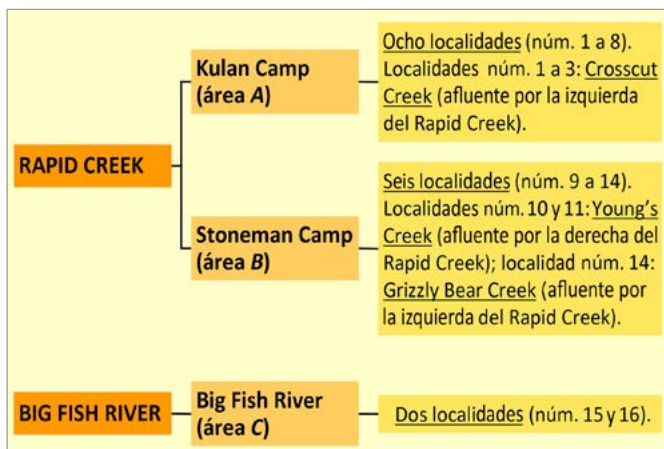 Ocho localidades (núm. 1 a 8).
Localidades núm. 1 a 3: Crosscut
Creek (afluente por la izquierda
del Rapid Creek).
Kulan Camp
(área A)
RAPID CREEK
Stoneman Camp
(área B)
Seis localidades (núm. 9 a 14).
Localidades núm. 10 y 11: Young's
Creek (afluente por la derecha del
Rapid Creek); localidad núm. 14:
Grizzly Bear Creek (afluente por
la izquierda del Rapid Creek).
BIG FISH RIVER
Big Fish River
(área C)
Dos localidades (núm. 15 y 16).